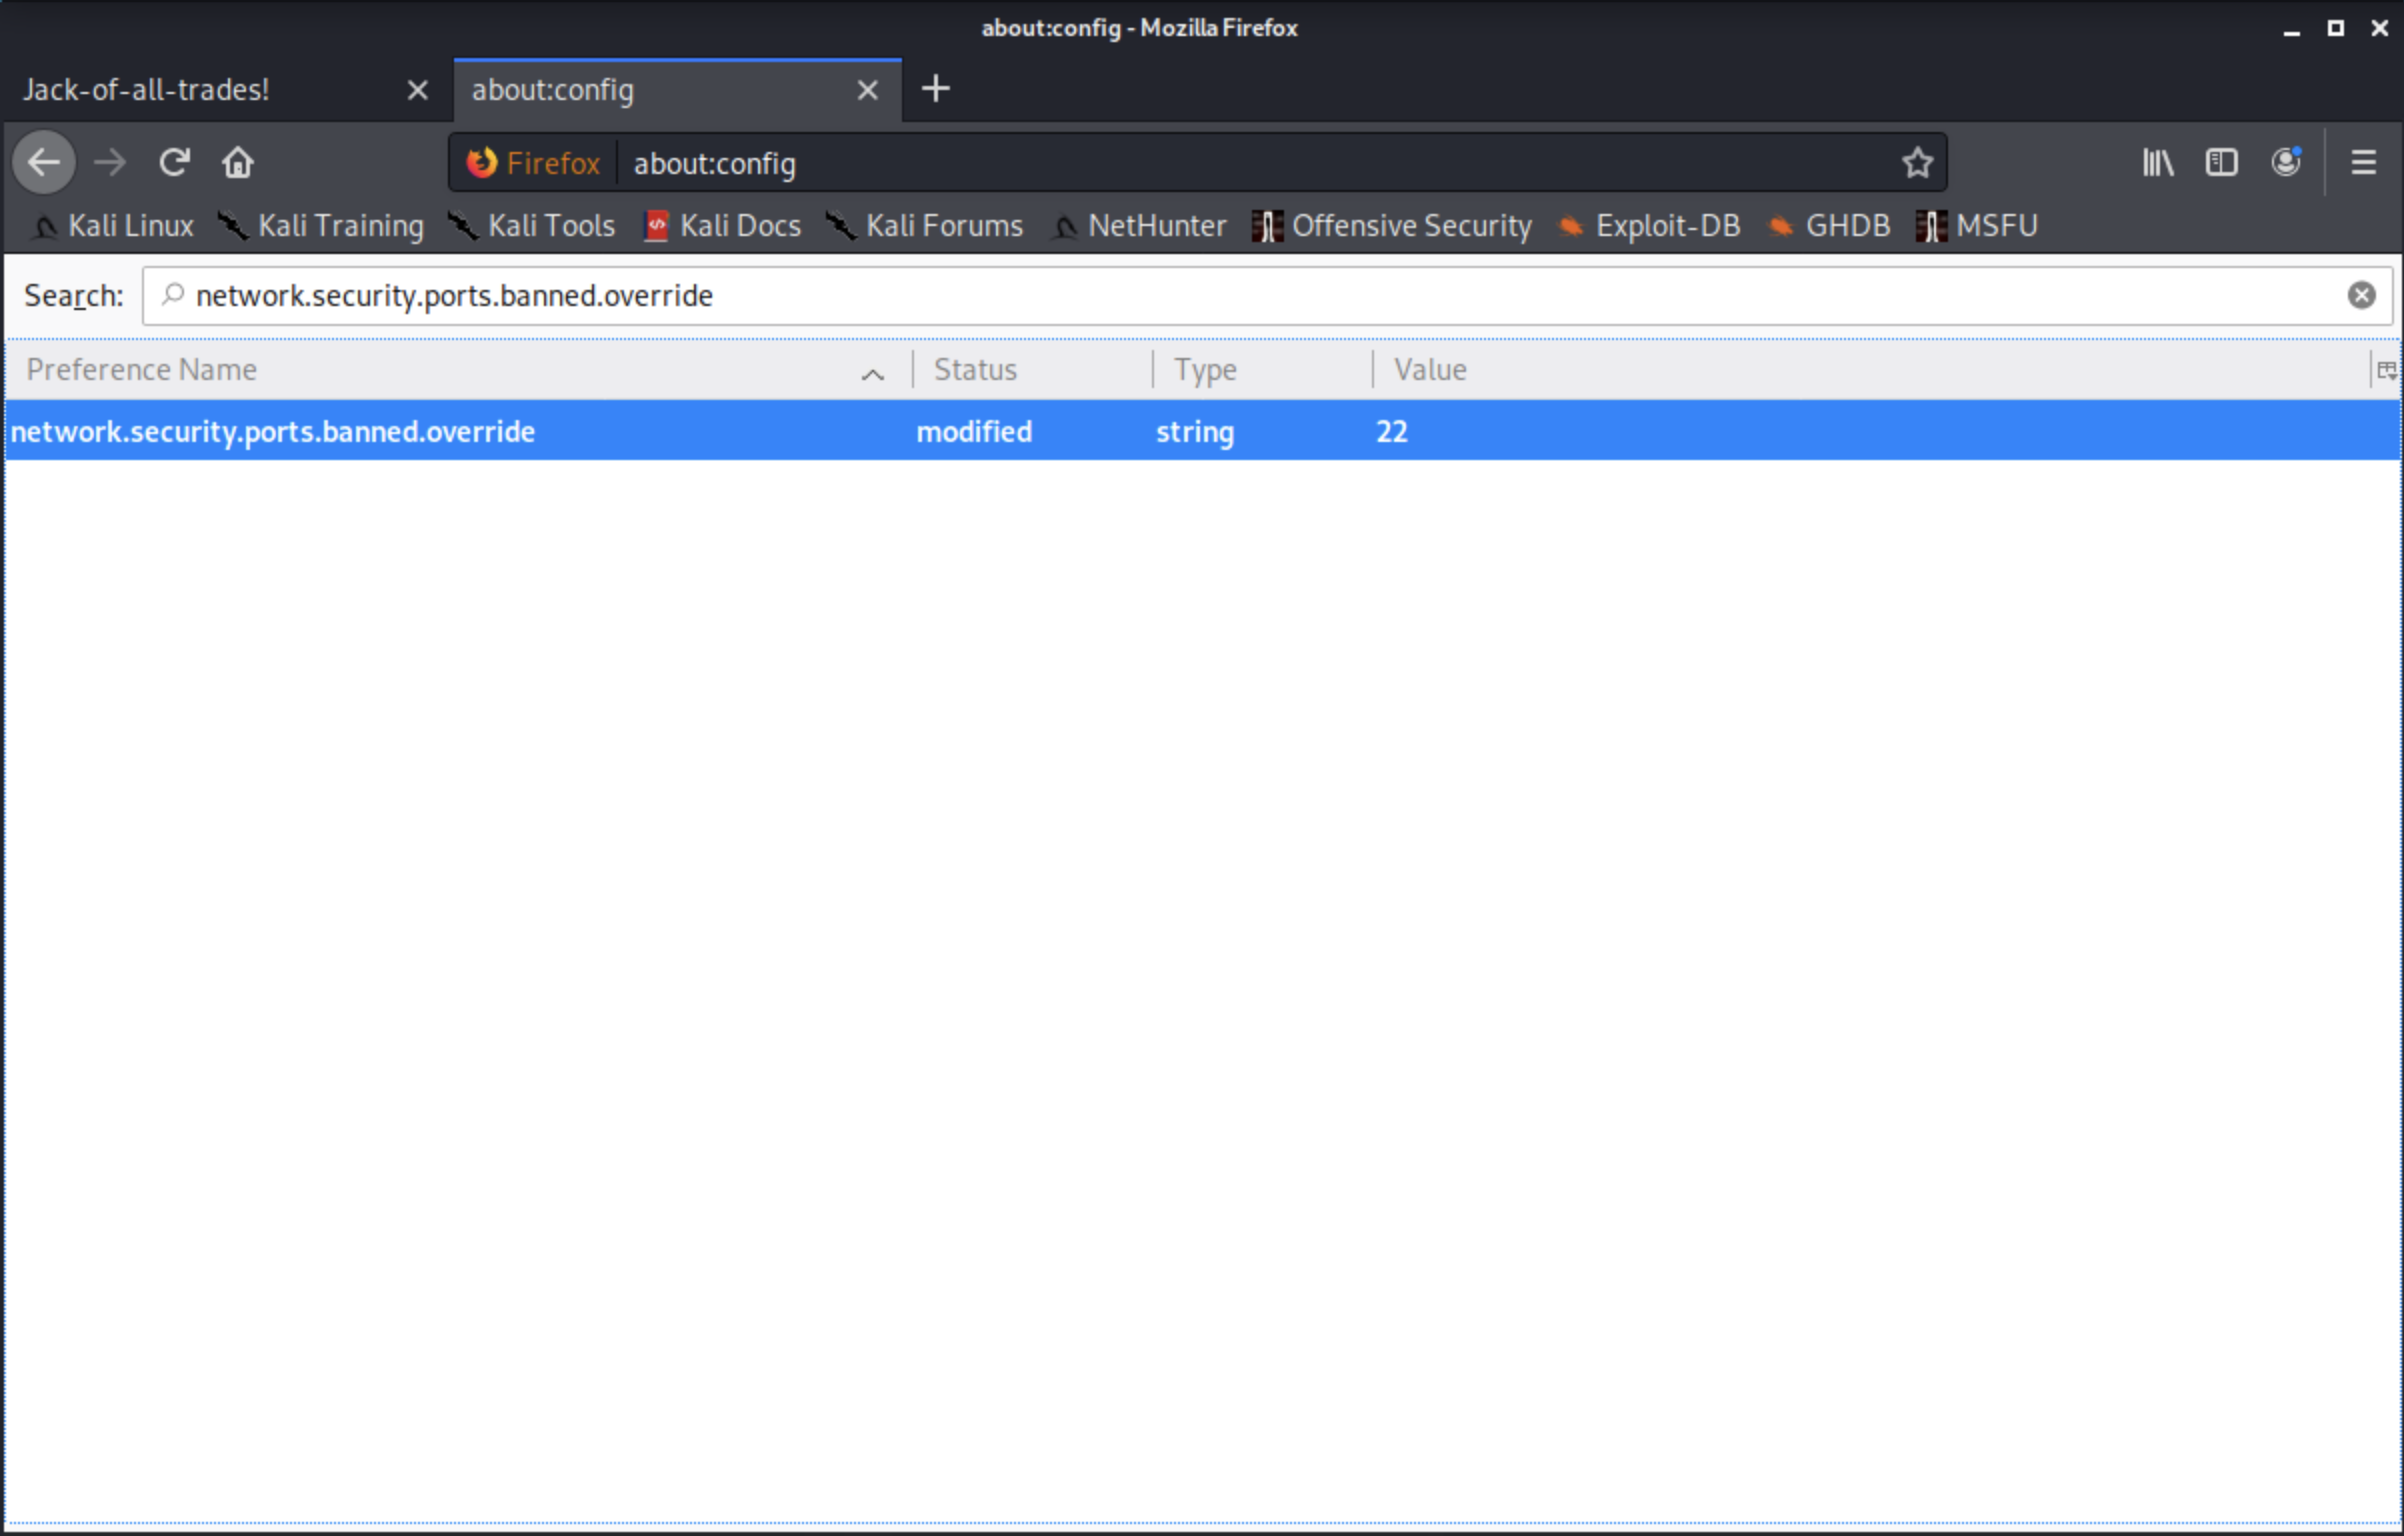 about:config - Mozilla Firefox
Jack-of-all-trades! about:config
Firefox about:config
Kali Linux Kali Training Kali Tools Kali Docs Kali Forums NetHunter Offensive Security Exploit-DB GHDB MSFU
Search: network.security.ports.banned.override
Preference Name Status Type Value
network.security.ports.banned.override modified string 22